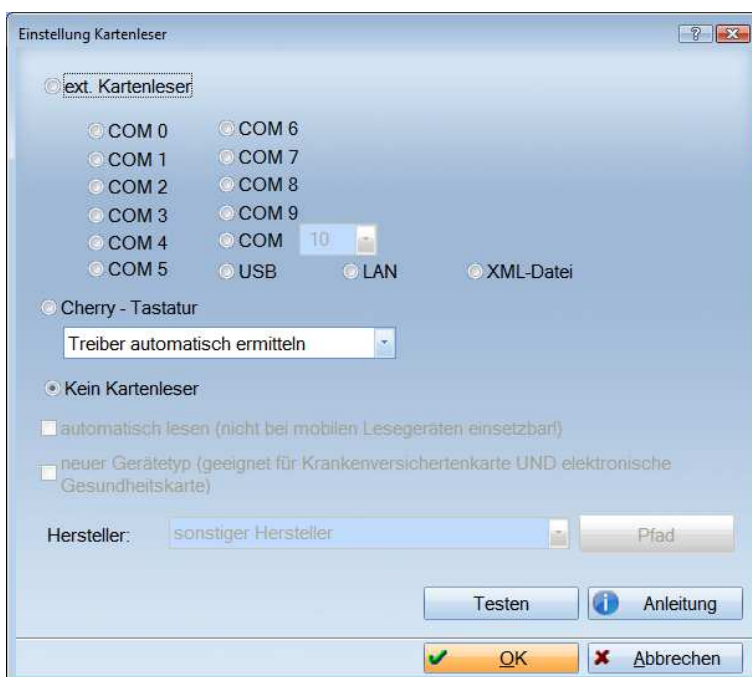 Einstellung Kartenleser
?
ext. Kartenleser
COM 0
COM 6
COM 1
COM 7
COM 2
COM 8
COM 3
COM 9
COM 4
COM
10
COM 5
USB
LAN
XML-Datei
Cherry - Tastatur
Treiber automatisch ermitteln
Kein Kartenleser
automatisch lesen (nicht bei mobilen Lesegeräten einsetzbar!)
neuer Gerätetyp (geeignet für Krankenversichertenkarte UND elektronische
Gesundheitskarte)
Hersteller:
sonstiger Hersteller
Pfad
Testen
Anleitung
OK
Abbrechen